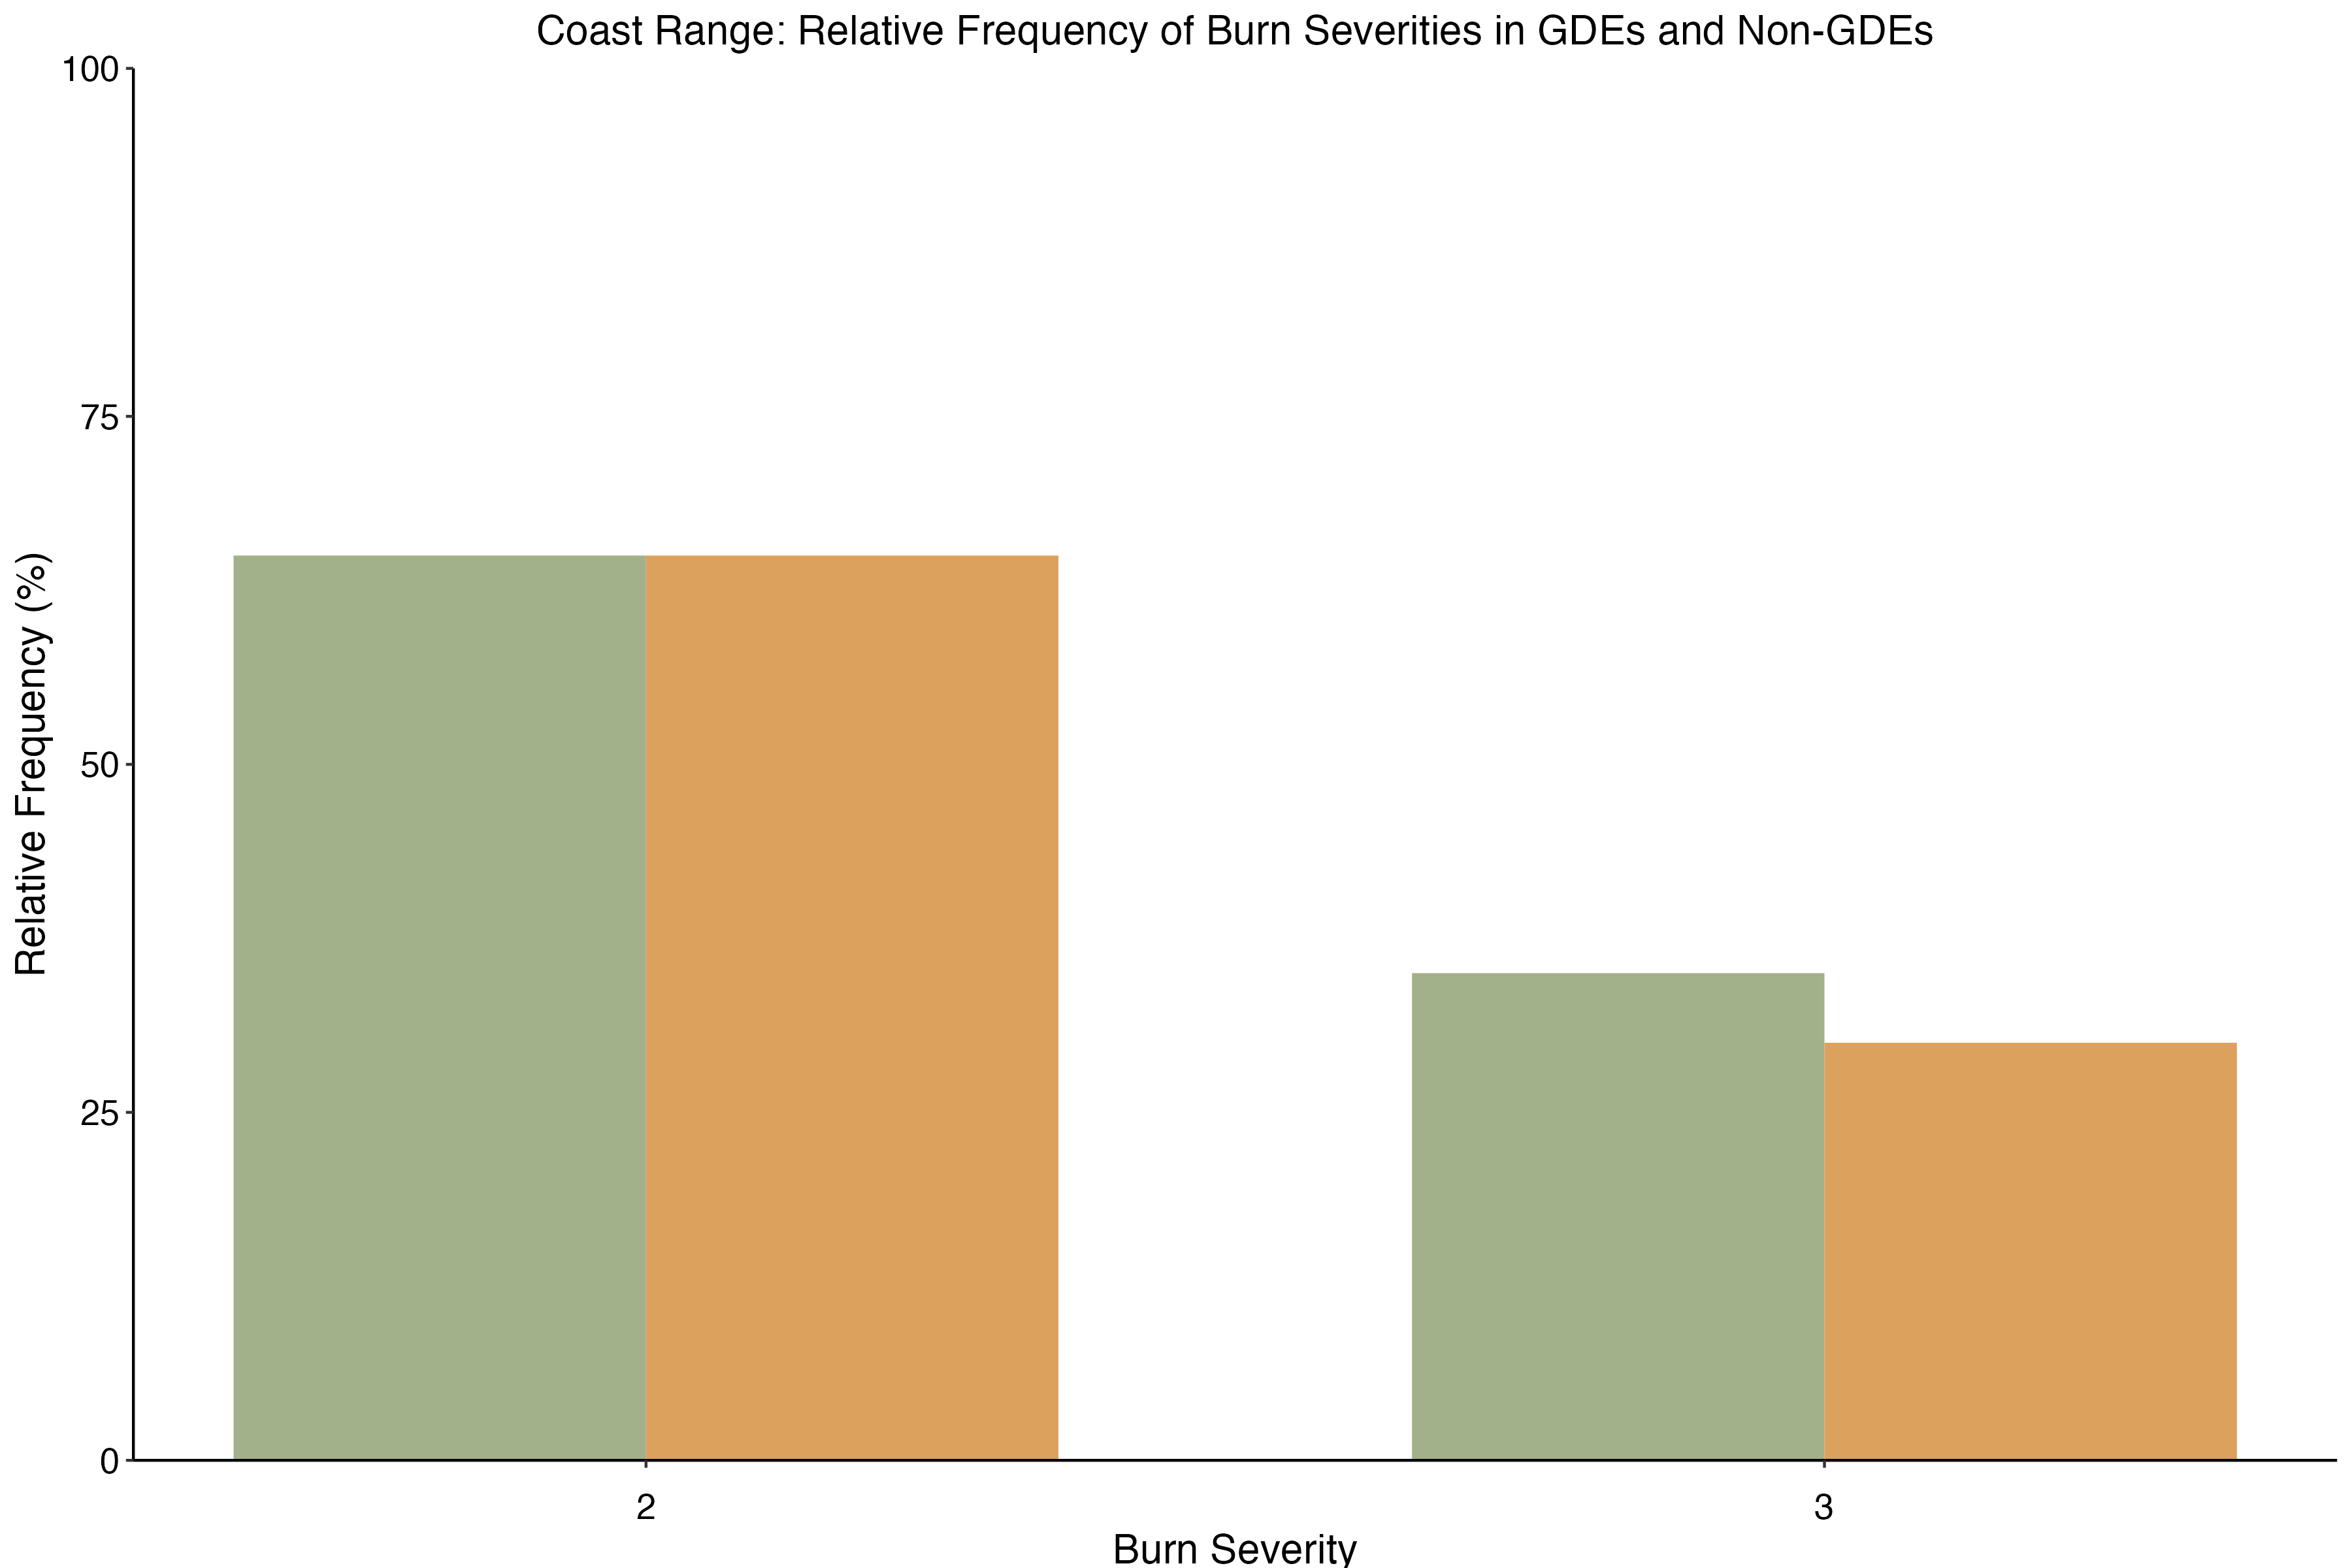 Coast Range: Relative Frequency of Burn Severities in GDEs and Non-GDEs
100
75
50
25
0
Relative Frequency (%)
2
3
Burn Severity